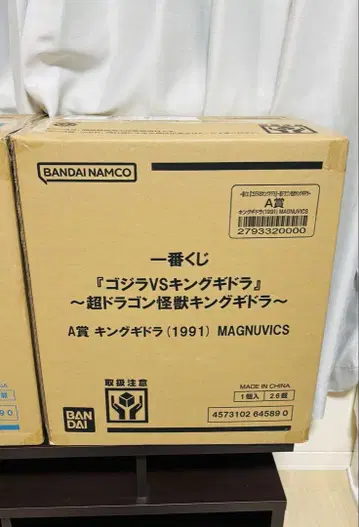 BANDAI NAMCO
A賞
キングギドラ(1991) MAGNUVICS
2793320000
一番くじ
『ゴジラVSキングギドラ』
～超ドラゴン怪獣キングギドラ～
A賞 キングギドラ(1991) MAGNUVICS
取扱注意
BAN
DAI
MADE IN CHINA
1個入
2.6㎏
4573102 64589 0